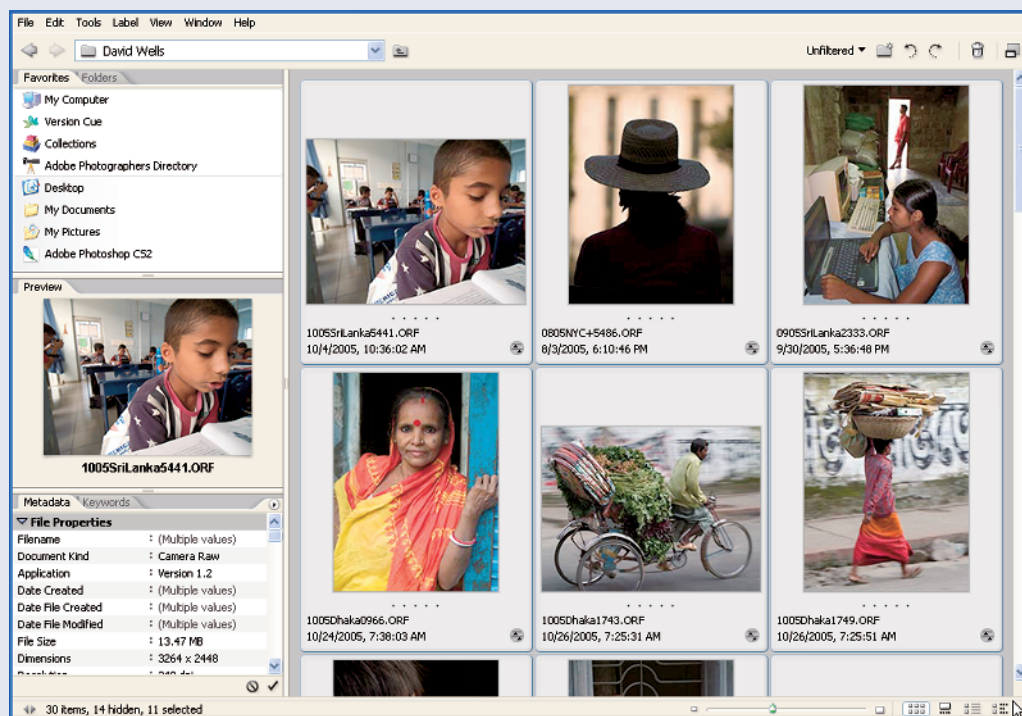 File Edit Tools Label View Window Help
David Wells
Unfiltered
Favorites Folders
My Computer
Version Cue
Collections
Adobe Photographers Directory
Desktop
My Documents
My Pictures
Adobe Photoshop CS2
Preview
1005SriLanka5441.ORF
Metadata Keywords
File Properties
Filename : (Multiple values)
Document Kind : Camera Raw
Application : Version 1.2
Date Created : (Multiple values)
Date File Created : (Multiple values)
Date File Modified : (Multiple values)
File Size : 13.47 MB
Dimensions : 3264 x 2448
1005SriLanka5441.ORF
10/4/2005, 10:36:02 AM
0805NYC+5486.ORF
8/3/2005, 6:10:46 PM
0905SriLanka2333.ORF
9/30/2005, 5:36:48 PM
1005Dhaka0966.ORF
10/24/2005, 7:38:03 AM
1005Dhaka1743.ORF
10/26/2005, 7:25:31 AM
1005Dhaka1749.ORF
10/26/2005, 7:25:51 AM
30 items, 14 hidden, 11 selected